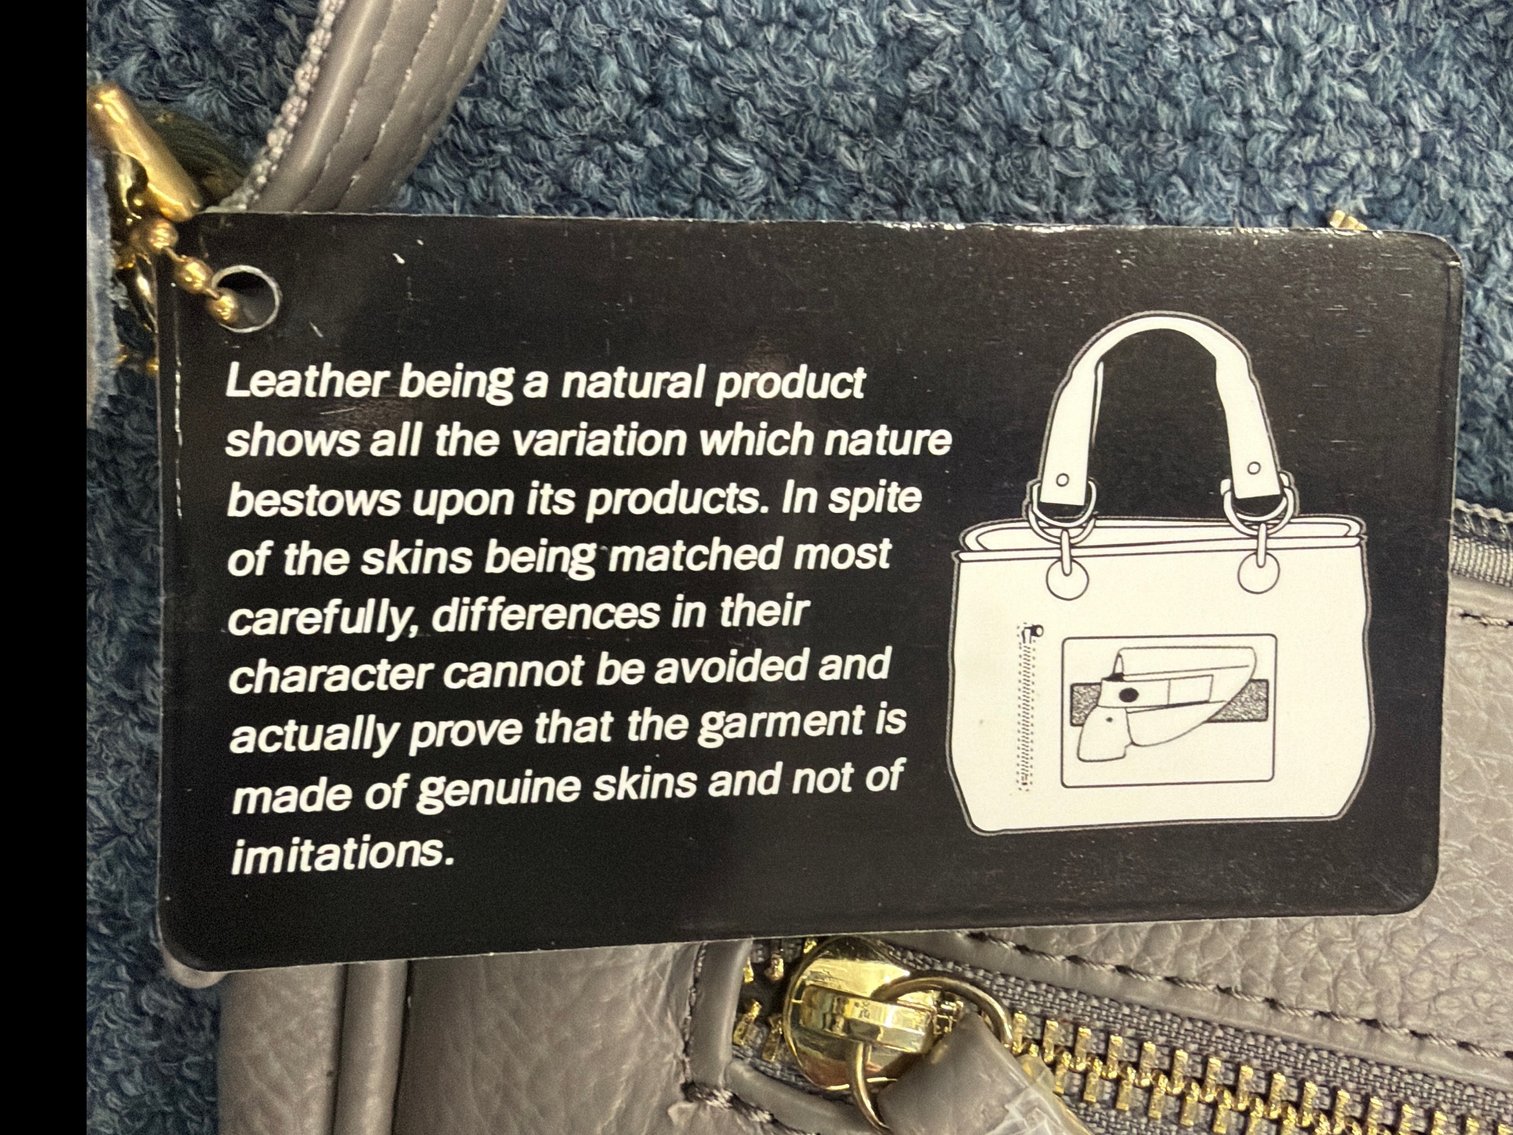 Leather being a natural product
shows all the variation which nature
bestows upon its products. In spite
of the skins being matched most
carefully, differences in their
character cannot be avoided and
actually prove that the garment is
made of genuine skins and not of
imitations.